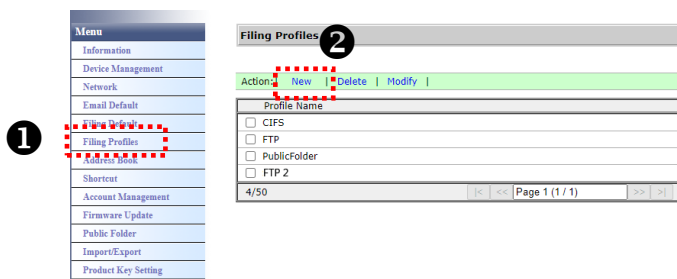 Menu
Information
Device Management
Network
Email Default
Filing Default
Filing Profiles
Address Book
Shortcut
Account Management
Firmware Update
Public Folder
Import/Export
Product Key Setting
1
Filing Profiles
2
Action: | New | Delete | Modify |
Profile Name
CIFS
FTP
PublicFolder
FTP 2
4/50 |< << Page 1 (1 / 1) >> >|